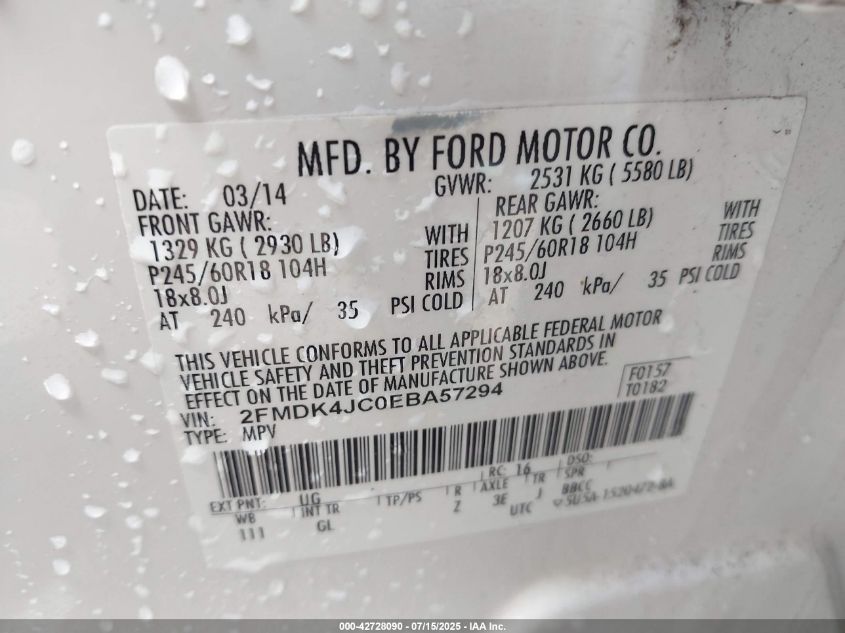 MFD. BY FORD MOTOR CO.
DATE: 03/14 GVWR: 2531 KG ( 5580 LB)
FRONT GAWR: REAR GAWR:
1329 KG ( 2930 LB) WITH 1207 KG ( 2660 LB) WITH
P245/60R18 104H TIRES P245/60R18 104H TIRES
18x8.0J RIMS 18x8.0J RIMS
AT 240 kPa/ 35 PSI COLD AT 240 kPa/ 35 PSI COLD
THIS VEHICLE CONFORMS TO ALL APPLICABLE FEDERAL MOTOR
VEHICLE SAFETY AND THEFT PREVENTION STANDARDS IN
EFFECT ON THE DATE OF MANUFACTURE SHOWN ABOVE.
F0157
VIN: 2FMDK4JC0EBA57294 T0182
TYPE: MPV
RC: 16 DSO:
EXT PNT: UG TP/PS R AXLE TR SPR
WB INT TR Z 3E J BBCC
111 GL UTC
000-42728090 - 07/15/2025 - IAA Inc.